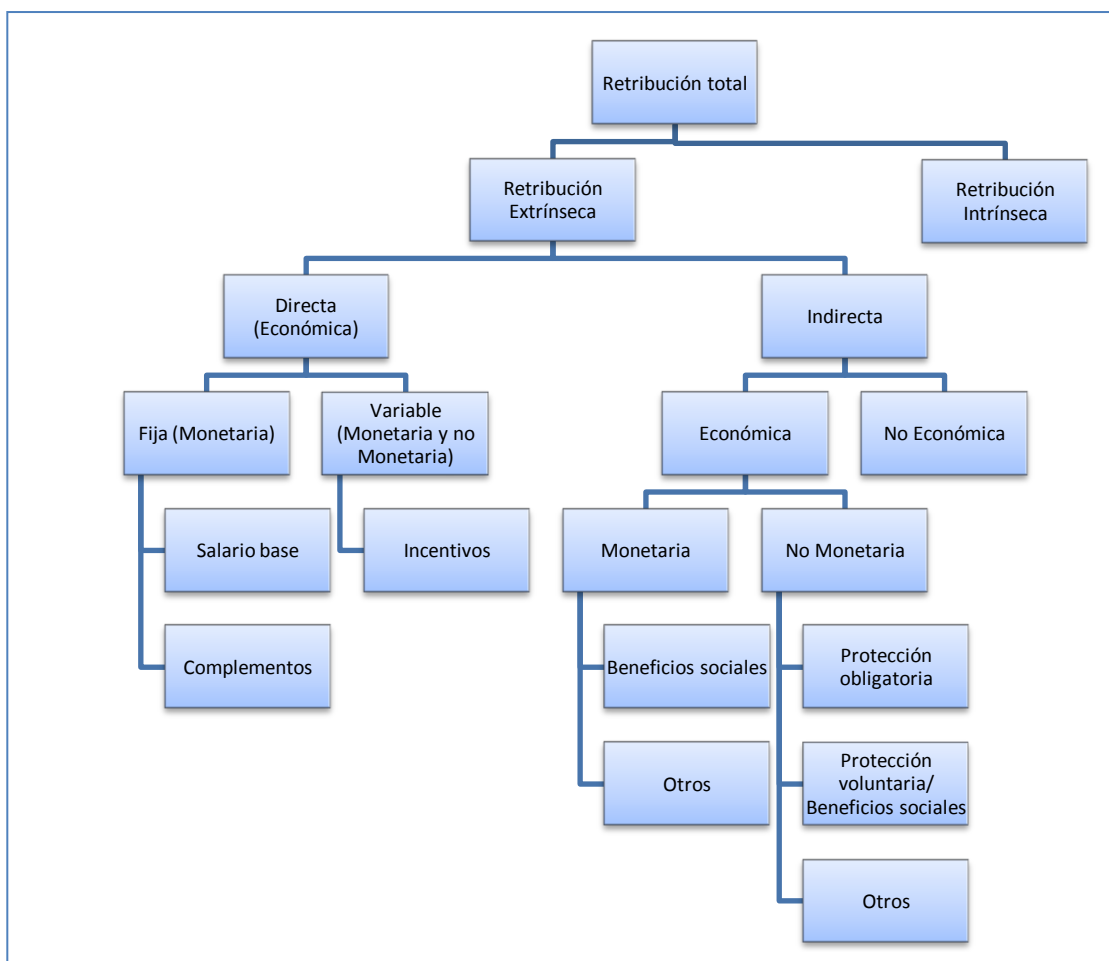 Retribución total
Retribución
Extrínseca
Retribución
Intrínseca
Directa
(Económica)
Indirecta
Fija (Monetaria)
Variable
(Monetaria y no
Monetaria)
Económica
No Económica
Salario base
Incentivos
Monetaria
No Monetaria
Complementos
Beneficios sociales
Protección
obligatoria
Otros
Protección
voluntaria/
Beneficios sociales
Otros